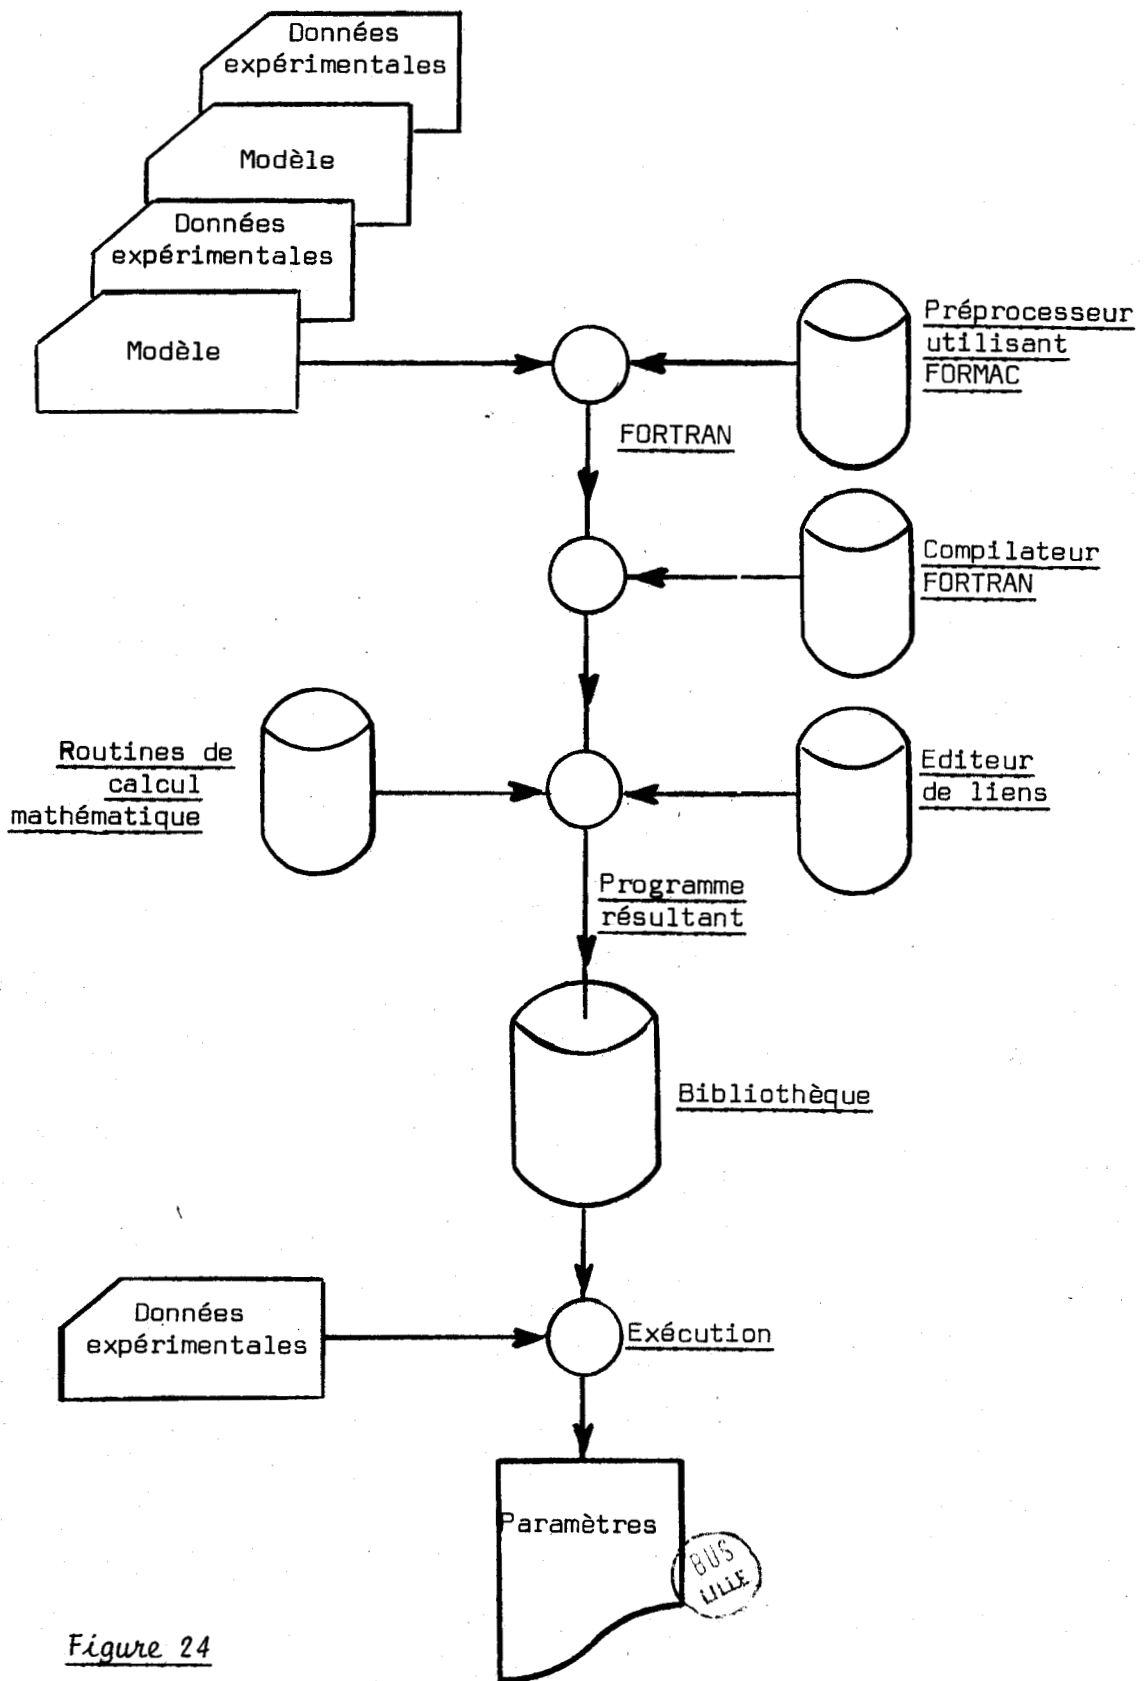 Données
expérimentales
Modèle
Données
expérimentales
Modèle
Préprocesseur
utilisant
FORMAC
FORTRAN
Compilateur
FORTRAN
Routines de
calcul
mathématique
Editeur
de liens
Programme
résultant
Bibliothèque
Données
expérimentales
Exécution
Paramètres
BUS
LILLE
Figure 24